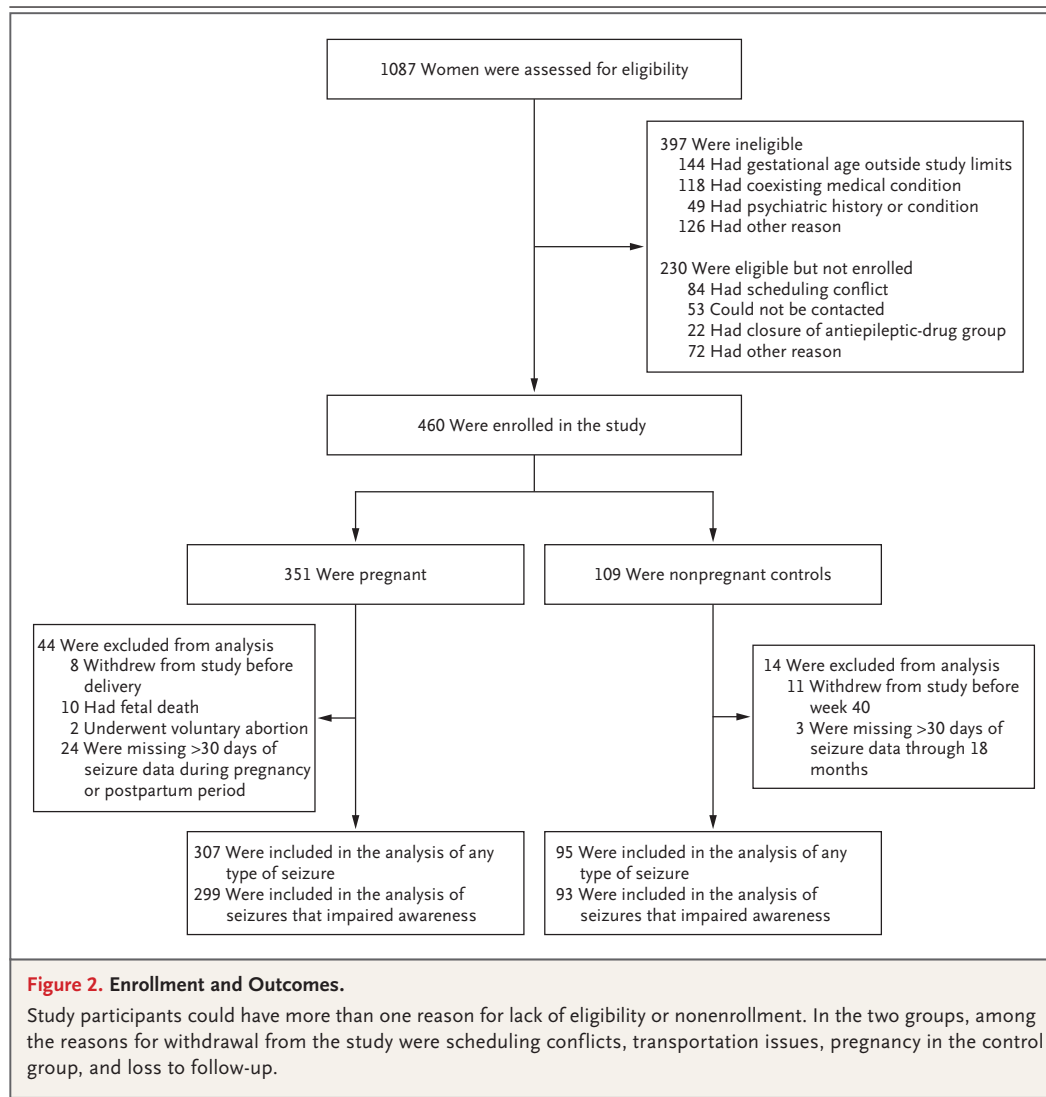 1087 Women were assessed for eligibility
397 Were ineligible
144 Had gestational age outside study limits
118 Had coexisting medical condition
49 Had psychiatric history or condition
126 Had other reason
230 Were eligible but not enrolled
84 Had scheduling conflict
53 Could not be contacted
22 Had closure of antiepileptic-drug group
72 Had other reason
460 Were enrolled in the study
351 Were pregnant
109 Were nonpregnant controls
44 Were excluded from analysis
8 Withdrew from study before
delivery
10 Had fetal death
2 Underwent voluntary abortion
24 Were missing >30 days of
seizure data during pregnancy
or postpartum period
14 Were excluded from analysis
11 Withdrew from study before
week 40
3 Were missing >30 days of
seizure data through 18
months
307 Were included in the analysis of any
type of seizure
299 Were included in the analysis of
seizures that impaired awareness
95 Were included in the analysis of any
type of seizure
93 Were included in the analysis of
seizures that impaired awareness
Figure 2. Enrollment and Outcomes.
Study participants could have more than one reason for lack of eligibility or nonenrollment. In the two groups, among
the reasons for withdrawal from the study were scheduling conflicts, transportation issues, pregnancy in the control
group, and loss to follow-up.